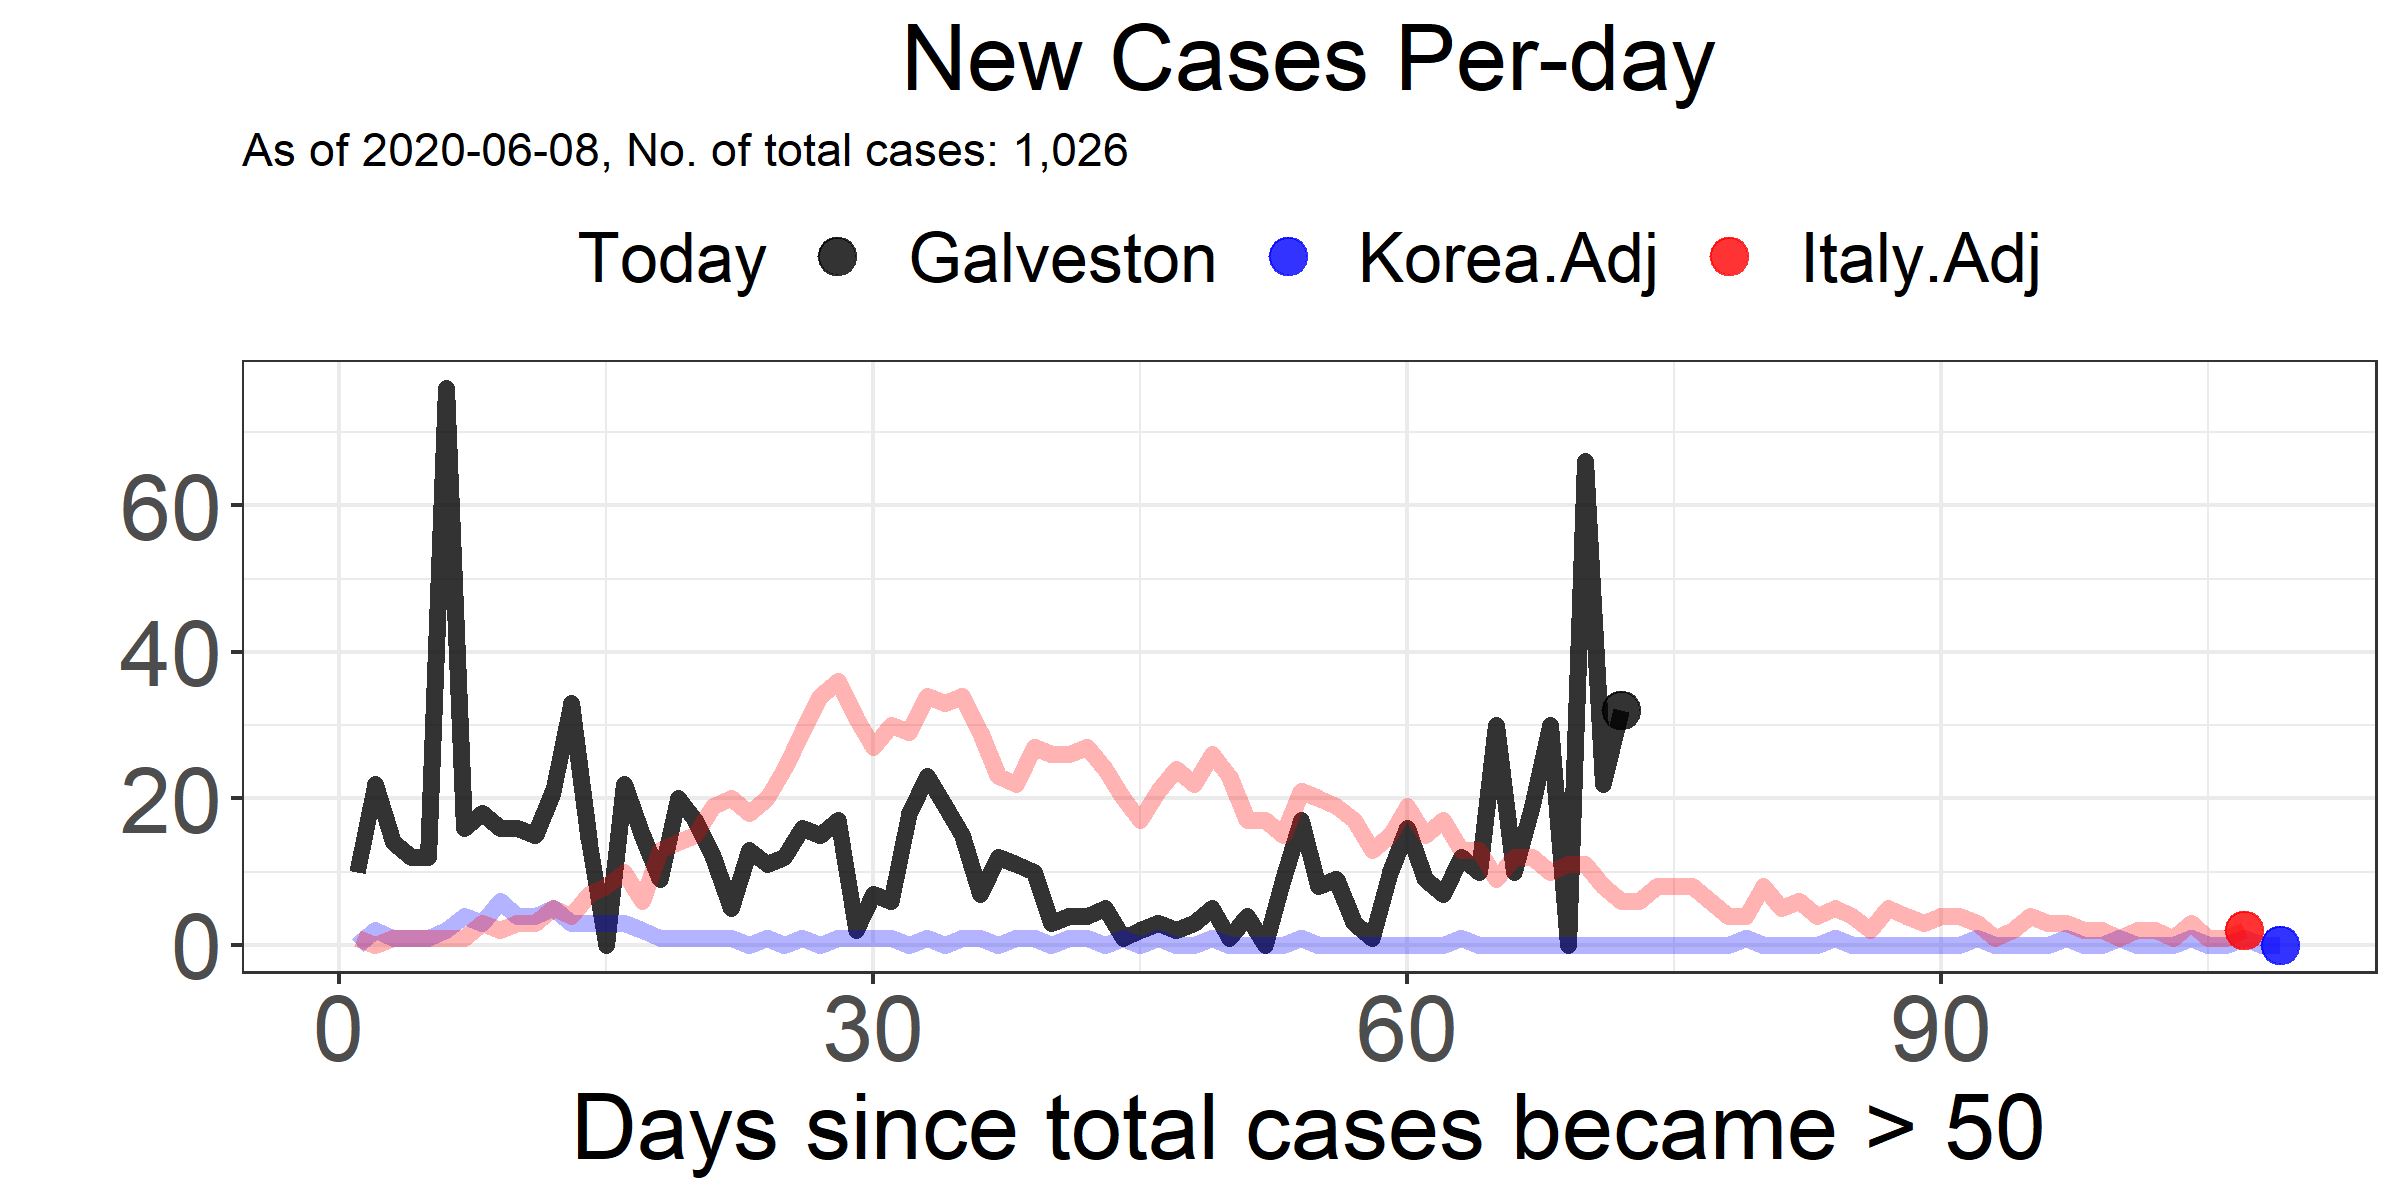 New Cases Per-day
As of 2020-06-08, No. of total cases: 1,026
Today Galveston Korea.Adj Italy.Adj
60
40
20
0
0 30 60 90
Days since total cases became > 50